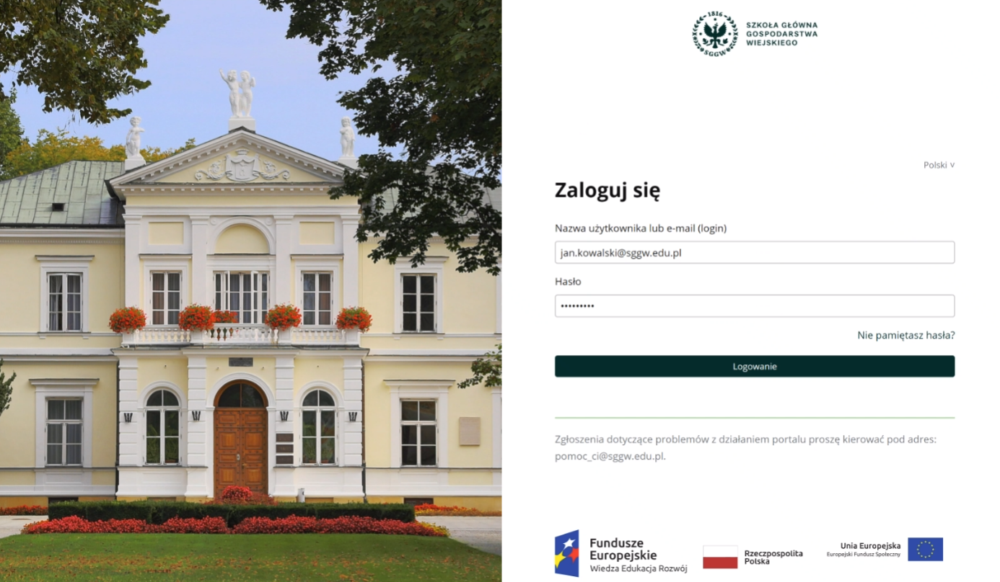 1816
SGGW
SZKOŁA GŁÓWNA
GOSPODARSTWA
WIEJSKIEGO
Polski
Zaloguj się
Nazwa użytkownika lub e-mail (login)
jan.kowalski@sggw.edu.pl
Hasło
•••••••••
Nie pamiętasz hasła?
Logowanie
Zgłoszenia dotyczące problemów z działaniem portalu proszę kierować pod adres:
pomoc_ci@sggw.edu.pl.
Fundusze
Europejskie
Wiedza Edukacja Rozwój
Rzeczpospolita
Polska
Unia Europejska
Europejski Fundusz Społeczny